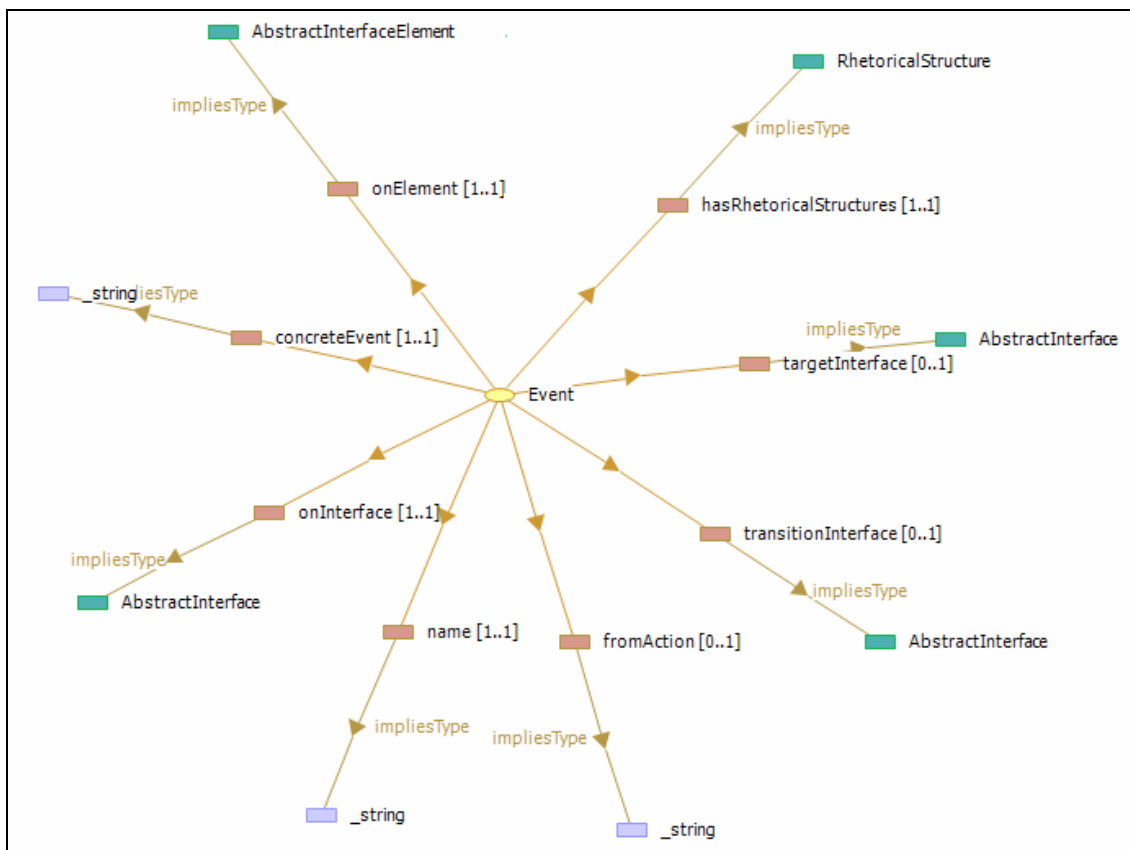 AbstractInterfaceElement
RhetoricalStructure
impliesType
impliesType
onElement [1..1]
hasRhetoricalStructures [1..1]
_string
iesType
concreteEvent [1..1]
impliesType
AbstractInterface
targetInterface [0..1]
Event
onInterface [1..1]
transitionInterface [0..1]
impliesType
impliesType
AbstractInterface
name [1..1]
fromAction [0..1]
AbstractInterface
impliesType
impliesType
_string
_string